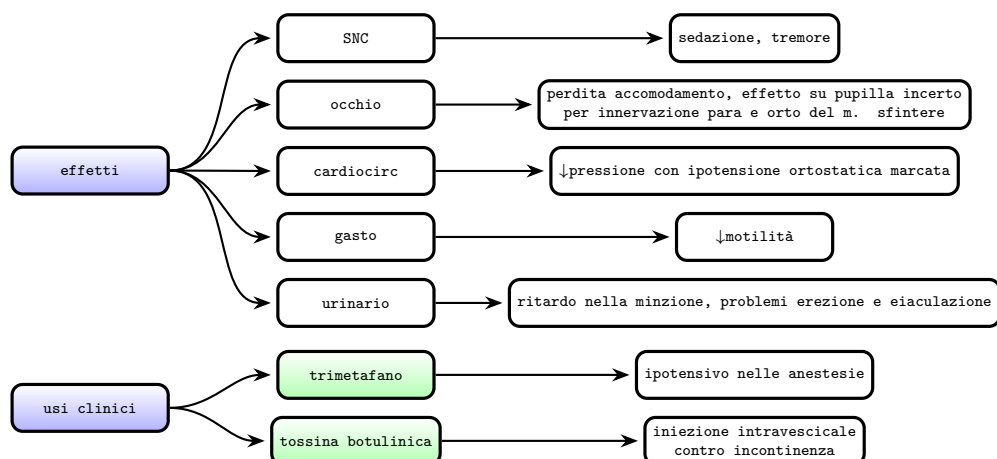 effetti
SNC
sedazione, tremore
occhio
perdita accomodamento, effetto su pupilla incerto
per innervazione para e orto del m. sfintere
cardiocirc
↓pressione con ipotensione ortostatica marcata
gasto
↓motilità
urinario
ritardo nella minzione, problemi erezione e eiaculazione
usi clinici
trimetafano
ipotensivo nelle anestesie
tossina botulinica
iniezione intravescicale
contro incontinenza